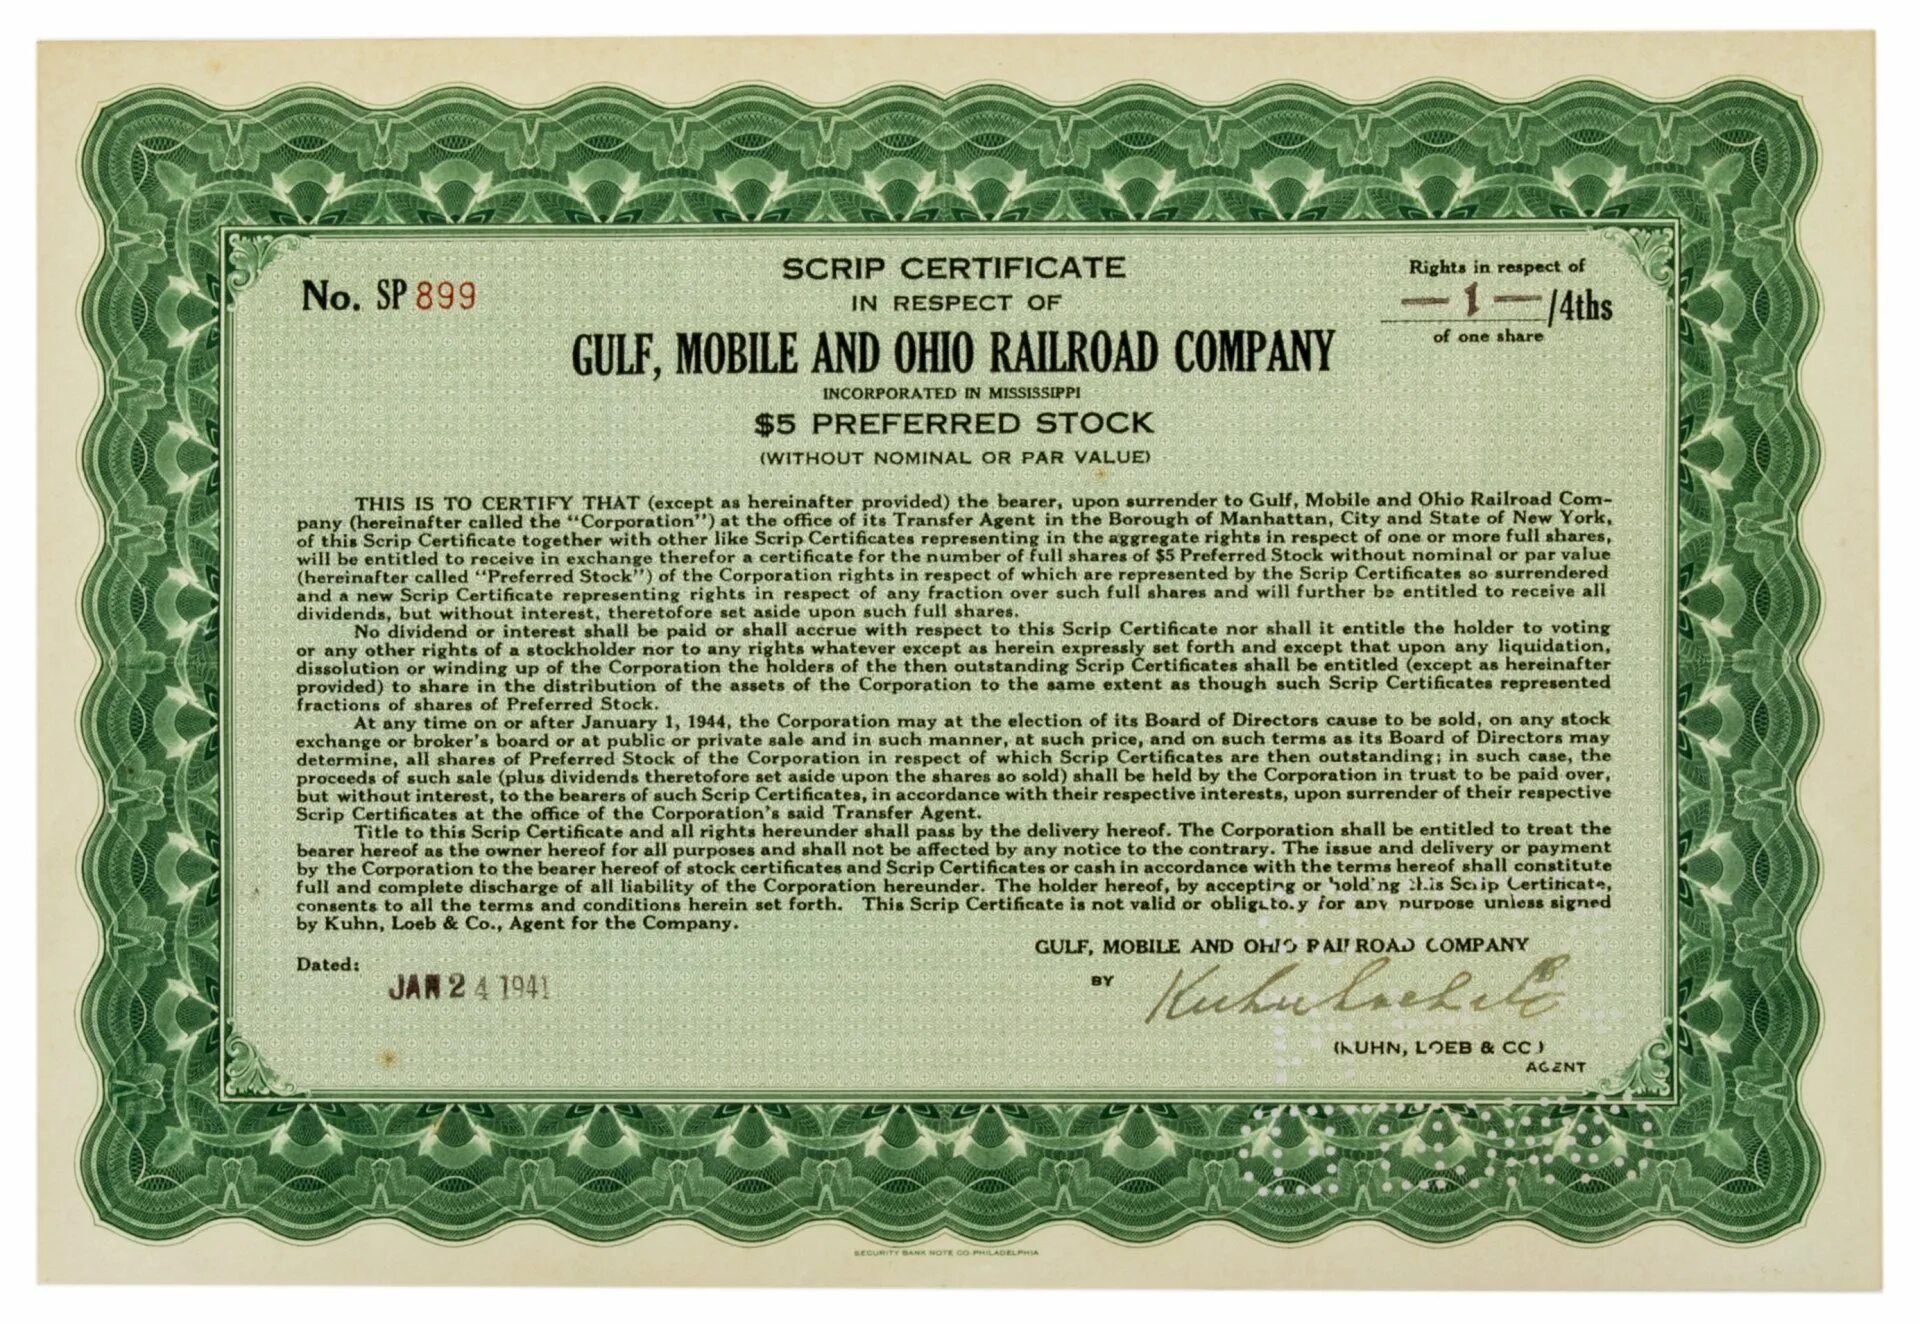 No. SP 899
SCRIP CERTIFICATE
IN RESPECT OF
GULF, MOBILE AND OHIO RAILROAD COMPANY
INCORPORATED IN MISSISSIPPI
$5 PREFERRED STOCK
(WITHOUT NOMINAL OR PAR VALUE)
Rights in respect of
— 1 — /4ths
of one share
THIS IS TO CERTIFY THAT (except as hereinafter provided) the bearer, upon surrender to Gulf, Mobile and Ohio Railroad Com-
pany (hereinafter called the "Corporation") at the office of its Transfer Agent in the Borough of Manhattan, City and State of New York,
of this Scrip Certificate together with other like Scrip Certificates representing in the aggregate rights in respect of one or more full shares,
will be entitled to receive in exchange therefor a certificate for the number of full shares of $5 Preferred Stock without nominal or par value
(hereinafter called "Preferred Stock") of the Corporation rights in respect of which are represented by the Scrip Certificates so surrendered
and a new Scrip Certificate representing rights in respect of any fraction over such full shares and will further be entitled to receive all
dividends, but without interest, theretofore set aside upon such full shares.
No dividend or interest shall be paid or shall accrue with respect to this Scrip Certificate nor shall it entitle the holder to voting
or any other rights of a stockholder nor to any rights whatever except as herein expressly set forth and except that upon any liquidation,
dissolution or winding up of the Corporation the holders of the then outstanding Scrip Certificates shall be entitled (except as hereinafter
provided) to share in the distribution of the assets of the Corporation to the same extent as though such Scrip Certificates represented
fractions of shares of Preferred Stock.
At any time on or after January 1, 1944, the Corporation may at the election of its Board of Directors cause to be sold, on any stock
exchange or broker's board or at public or private sale and in such manner, at such price, and on such terms as its Board of Directors may
determine, all shares of Preferred Stock of the Corporation in respect of which Scrip Certificates are then outstanding; in such case, the
proceeds of such sale (plus dividends theretofore set aside upon the shares so sold) shall be held by the Corporation in trust to be paid over,
but without interest, to the bearers of such Scrip Certificates, in accordance with their respective interests, upon surrender of their respective
Scrip Certificates at the office of the Corporation's said Transfer Agent.
Title to this Scrip Certificate and all rights hereunder shall pass by the delivery hereof. The Corporation shall be entitled to treat the
bearer hereof as the owner hereof for all purposes and shall not be affected by any notice to the contrary. The issue and delivery or payment
by the Corporation to the bearer hereof of stock certificates and Scrip Certificates or cash in accordance with the terms hereof shall constitute
full and complete discharge of all liability of the Corporation hereunder. The holder hereof, by accepting or holding this Scrip Certificate,
consents to all the terms and conditions herein set forth. This Scrip Certificate is not valid or obligatory for any purpose unless signed
by Kuhn, Loeb & Co., Agent for the Company.
Dated:
JAN 24 1941
GULF, MOBILE AND OHIO RAILROAD COMPANY
BY Kuhn Loeb & Co
(KUHN, LOEB & CO.)
AGENT
SECURITY BANK NOTE CO. PHILADELPHIA